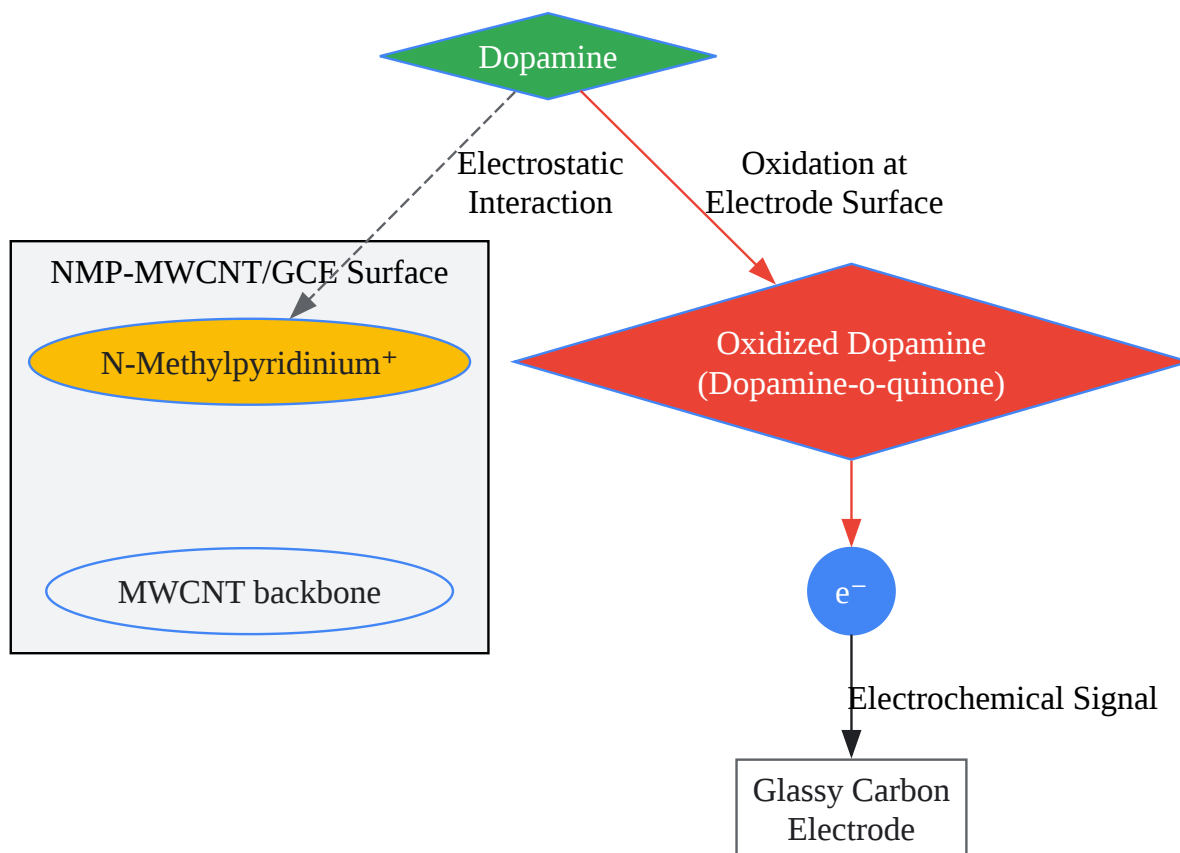 Dopamine
Electrostatic
Interaction
Oxidation at
Electrode Surface
NMP-MWCNT/GCE Surface
N-Methylpyridinium⁺
Oxidized Dopamine
(Dopamine-o-quinone)
MWCNT backbone
e⁻
Electrochemical Signal
Glassy Carbon
Electrode